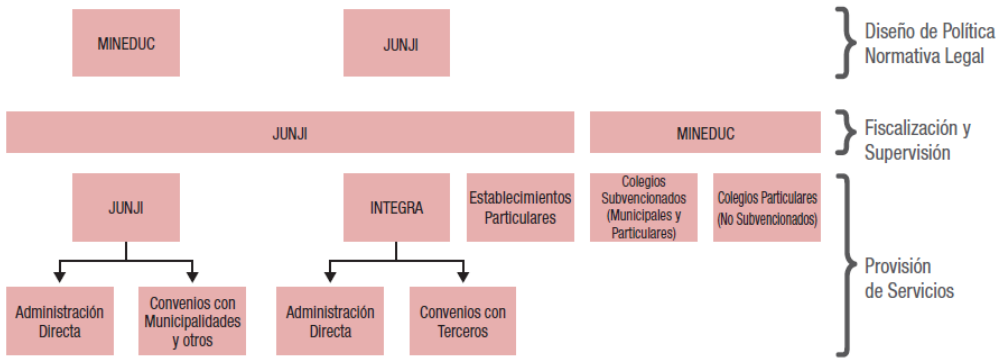 MINEDUC
JUNJI
Diseño de Política
Normativa Legal
JUNJI
MINEDUC
Fiscalización y
Supervisión
JUNJI
INTEGRA
Establecimientos
Particulares
Colegios
Subvencionados
(Municipales y
Particulares)
Colegios Particulares
(No Subvencionados)
Provisión
de Servicios
Administración
Directa
Convenios con
Municipalidades
y otros
Administración
Directa
Convenios con
Terceros